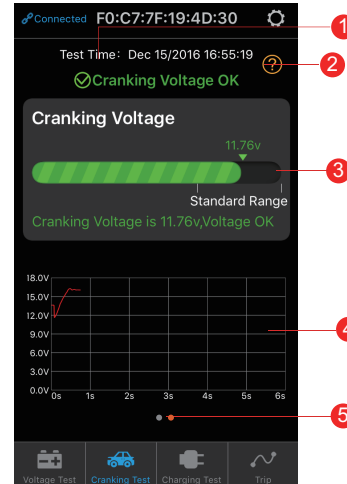 Connected F0:C7:7F:19:4D:30
1
Test Time: Dec 15/2016 16:55:19
? 2
Cranking Voltage OK
Cranking Voltage
11.76v
3
Standard Range
Cranking Voltage is 11.76v,Voltage OK
18.0V
15.0V
12.0V
9.0V
4
6.0V
3.0V
0.0V
0s 1s 2s 3s 4s 5s 6s
5
Voltage Test Cranking Test Charging Test Trip